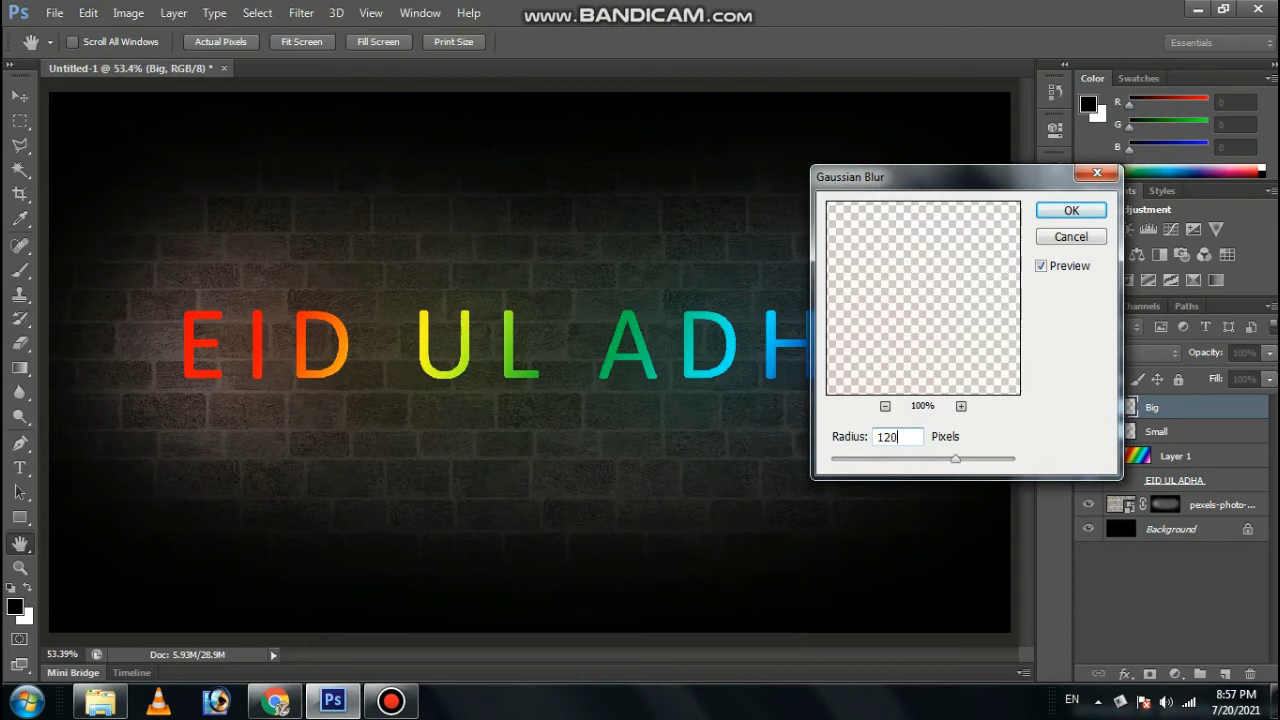 Ps File Edit Image Layer Type Select Filter 3D View Window Help
www.BANDICAM.com
Scroll All Windows Actual Pixels Fit Screen Fill Screen Print Size Essentials
Untitled-1 @ 53.4% (Big, RGB/8) * ×
Color Swatches
R 0
G 0
B 0
Styles
Gaussian Blur
OK
Cancel
Preview
100%
Radius: 120 Pixels
EID UL ADH
Paths
Opacity: 100%
Fill: 100%
Big
Small
Layer 1
EID UL ADHA
pexels-photo-...
Background
53.39% Doc: 5.93M/28.9M
Mini Bridge Timeline
Ps
EN
8:57 PM
7/20/2021